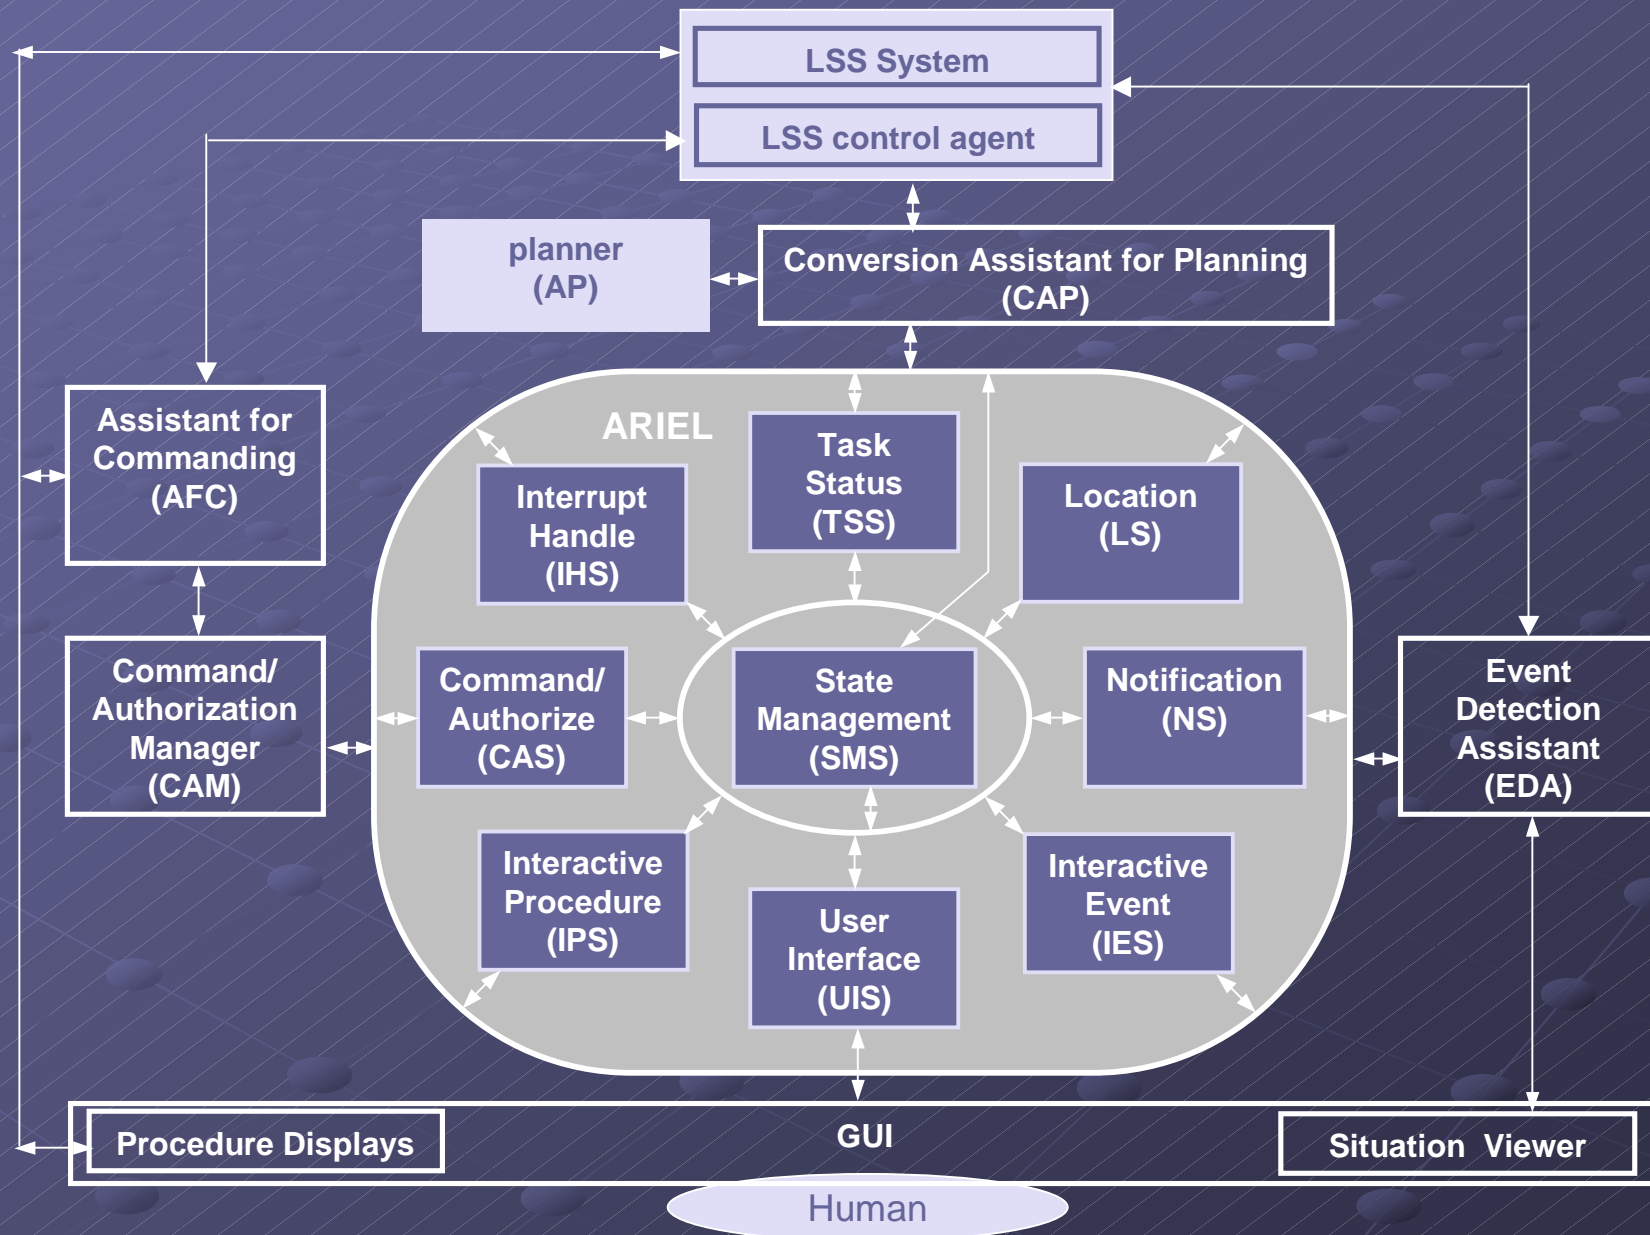 LSS System
LSS control agent
planner
(AP)
Conversion Assistant for Planning
(CAP)
Assistant for
Commanding
(AFC)
ARIEL
Interrupt
Handle
(IHS)
Task
Status
(TSS)
Location
(LS)
Command/
Authorization
Manager
(CAM)
Command/
Authorize
(CAS)
State
Management
(SMS)
Notification
(NS)
Event
Detection
Assistant
(EDA)
Interactive
Procedure
(IPS)
User
Interface
(UIS)
Interactive
Event
(IES)
Procedure Displays
GUI
Situation  Viewer
Human